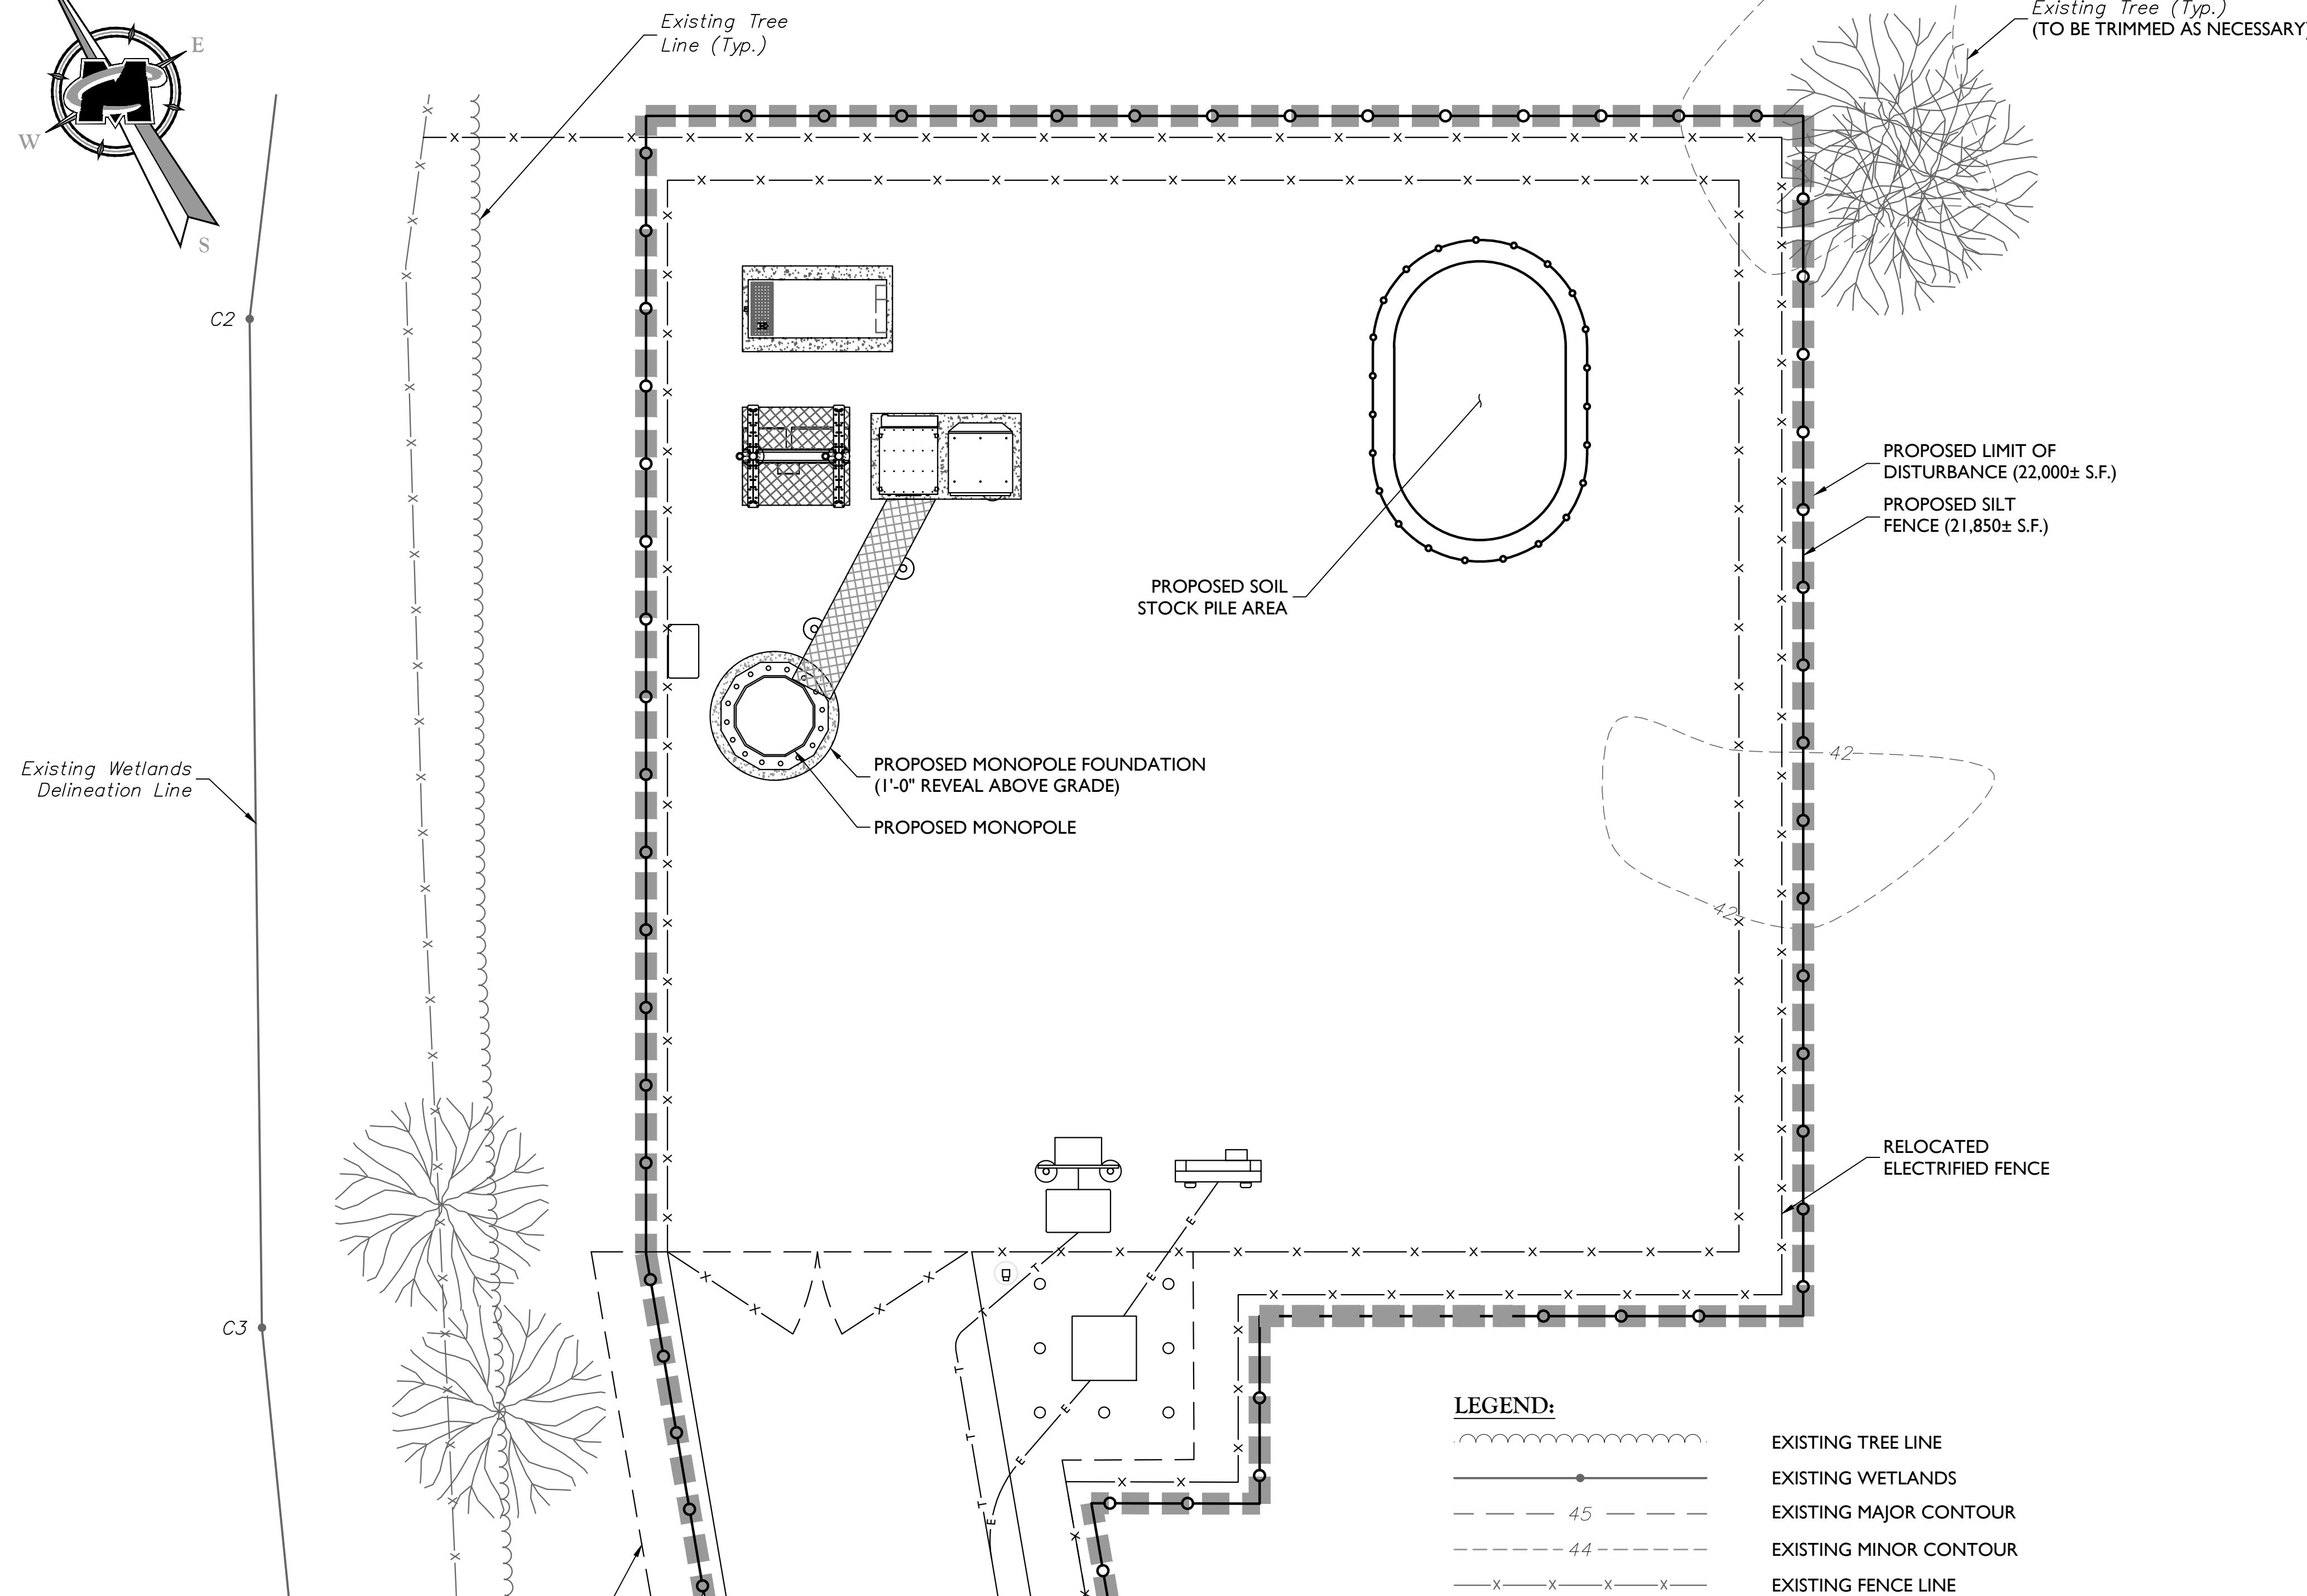 Existing Tree
Line (Typ.)
Existing Tree (Typ.)
(TO BE TRIMMED AS NECESSARY)
E
W
S
C2
PROPOSED LIMIT OF
DISTURBANCE (22,000± S.F.)
PROPOSED SILT
FENCE (21,850± S.F.)
PROPOSED SOIL
STOCK PILE AREA
42
Existing Wetlands
Delineation Line
PROPOSED MONOPOLE FOUNDATION
(1'-0" REVEAL ABOVE GRADE)
PROPOSED MONOPOLE
42
RELOCATED
ELECTRIFIED FENCE
C3
LEGEND:
EXISTING TREE LINE
EXISTING WETLANDS
45 EXISTING MAJOR CONTOUR
44 EXISTING MINOR CONTOUR
X X X X EXISTING FENCE LINE